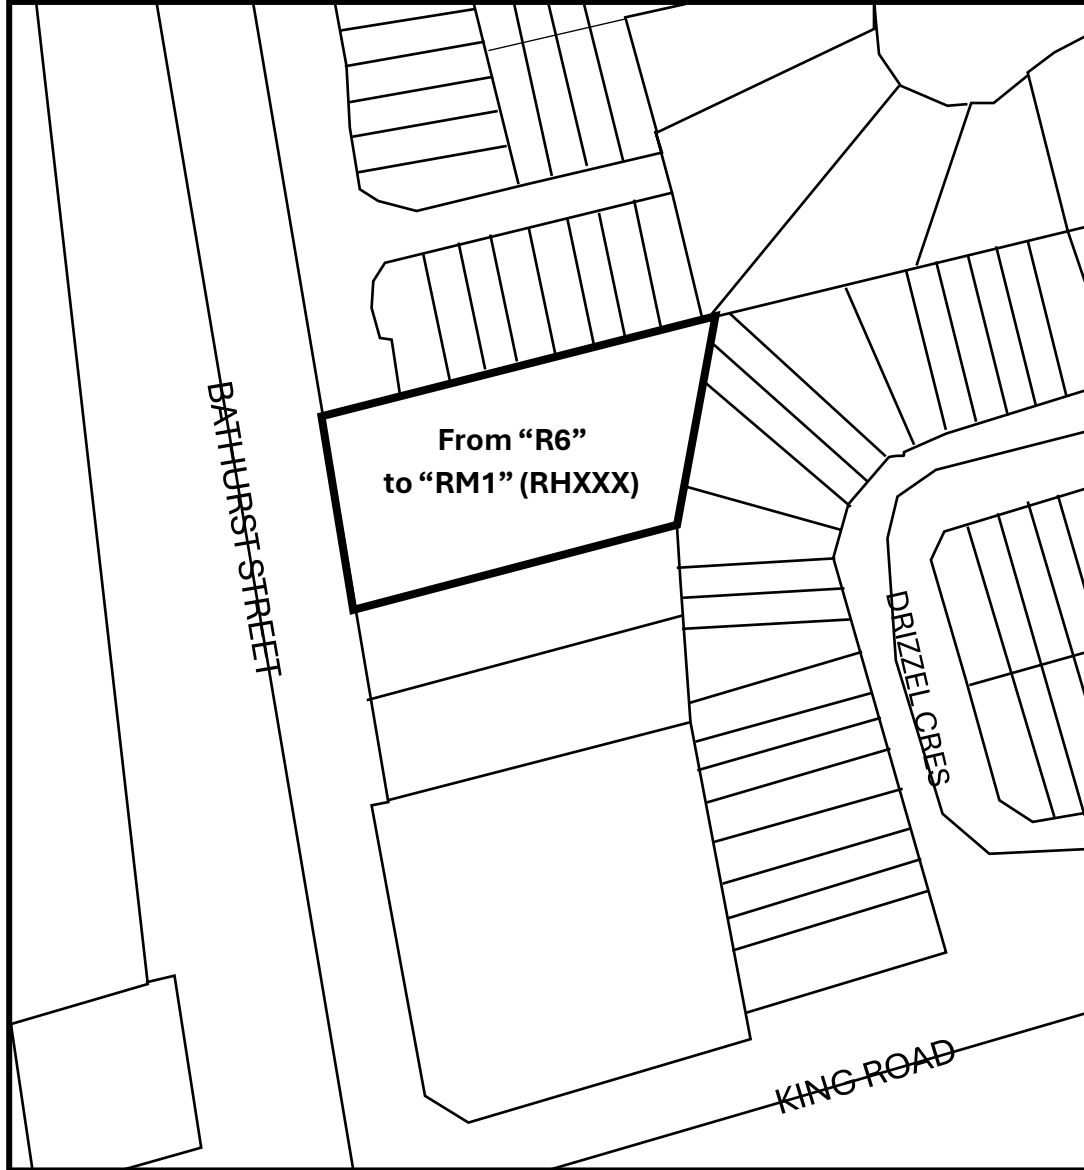 From “R6”
to “RM1” (RHXXX)
BATHURST STREET
DRIZZEL CRES
KING ROAD